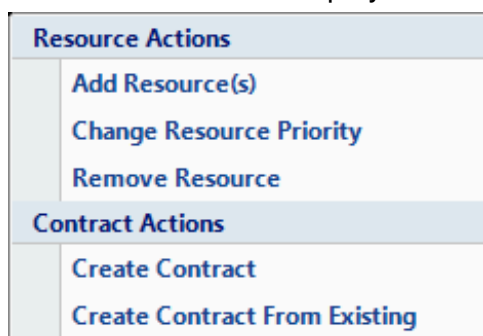 Resource Actions
Add Resource(s)
Change Resource Priority
Remove Resource
Contract Actions
Create Contract
Create Contract From Existing